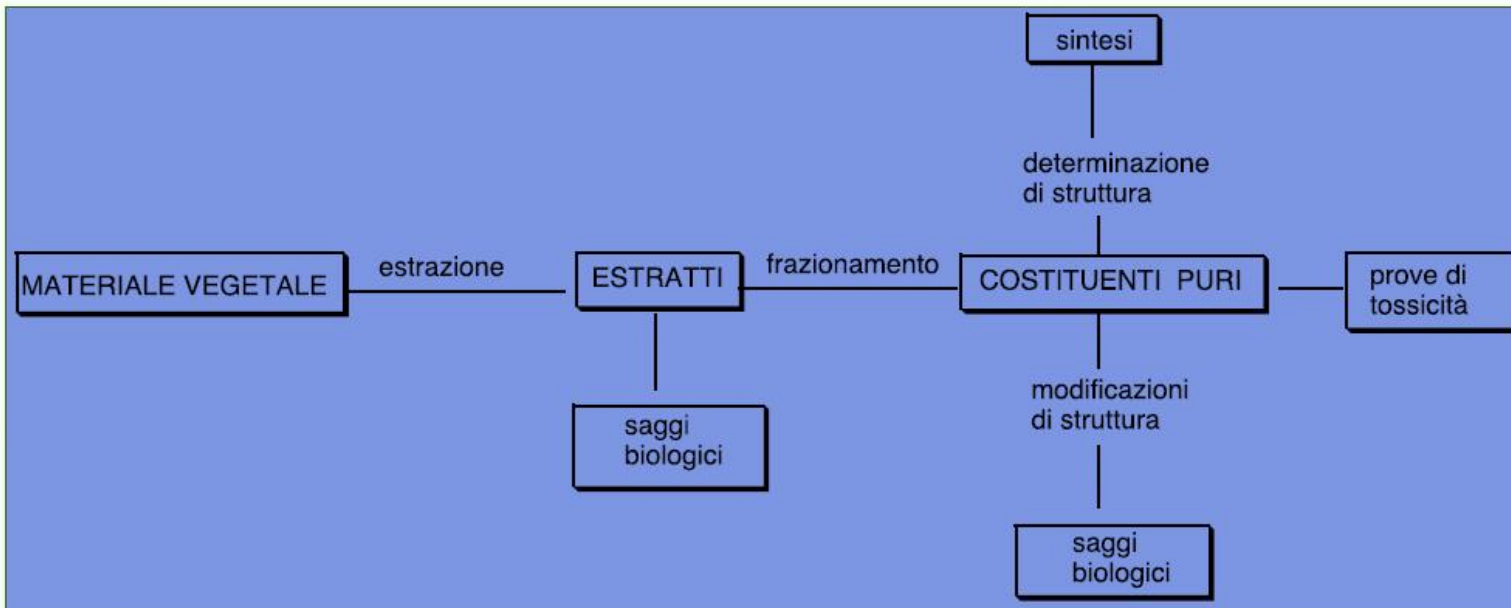 sintesi
determinazione
di struttura
MATERIALE VEGETALE
estrazione
ESTRATTI
frazionamento
COSTITUENTI PURI
prove di
tossicità
saggi
biologici
modificazioni
di struttura
saggi
biologici